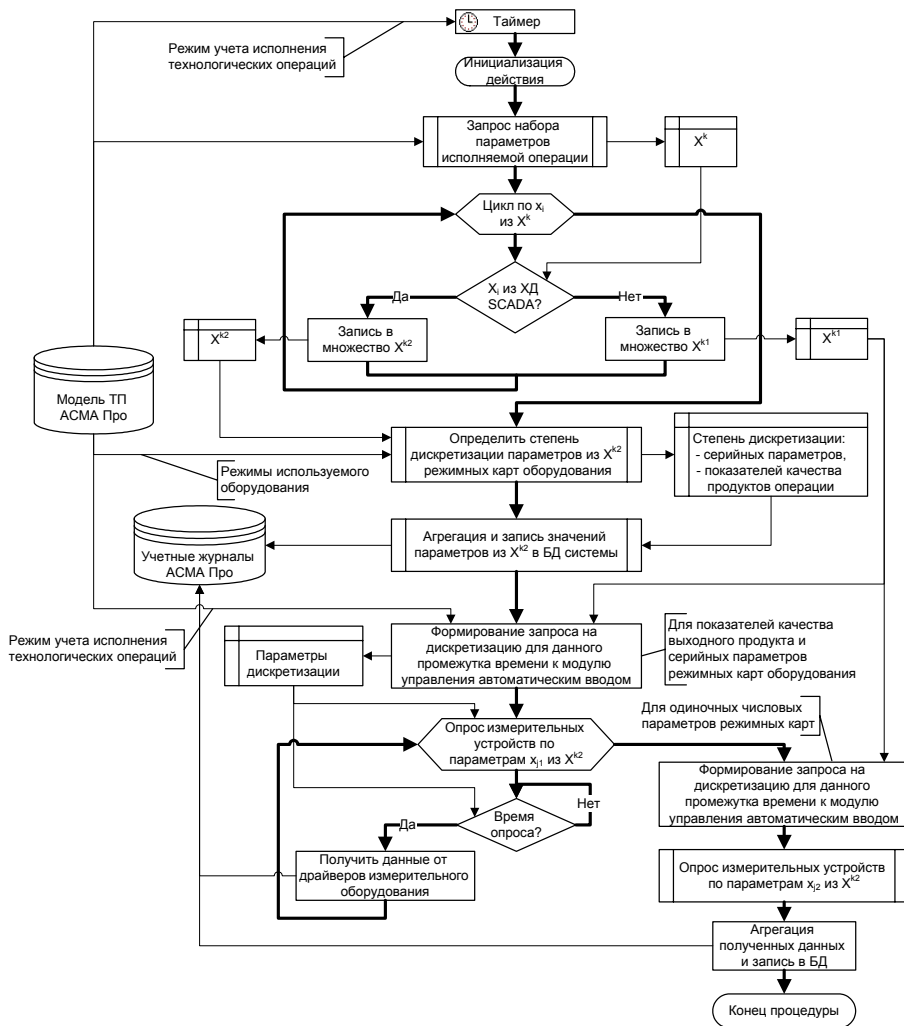 Таймер
Режим учета исполнения
технологических операций
Инициализация
действия
Запрос набора
параметров
исполняемой операции
X^k
Цикл по x_i
из X^k
X_i из ХД
SCADA?
Да
Нет
X^k2
Запись в
множество X^k2
Запись в
множество X^k1
X^k1
Модель ТП
АСМА Про
Определить степень
дискретизации параметров из X^k2
режимных карт оборудования
Степень дискретизации:
- серийных параметров,
- показателей качества
продуктов операции
Режимы используемого
оборудования
Учетные журналы
АСМА Про
Агрегация и запись значений
параметров из X^k2 в БД системы
Режим учета исполнения
технологических операций
Параметры
дискретизации
Формирование запроса на
дискретизацию для данного
промежутка времени к модулю
управления автоматическим вводом
Для показателей качества
выходного продукта и
серийных параметров
режимных карт оборудования
Для одиночных числовых
параметров режимных карт
Опрос измерительных
устройств по
параметрам x_j1 из X^k2
Формирование запроса на
дискретизацию для данного
промежутка времени к модулю
управления автоматическим вводом
Время
опроса?
Нет
Да
Получить данные от
драйверов измерительного
оборудования
Опрос измерительных устройств
по параметрам x_j2 из X^k2
Агрегация
полученных данных
и запись в БД
Конец процедуры